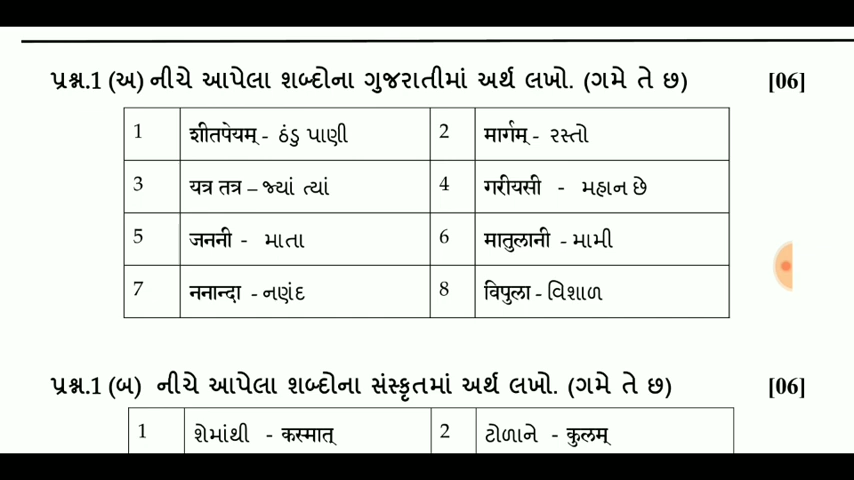 પ્રશ્ન.1 (અ) નીચે આપેલા શબ્દોના ગુજરાતીમાં અર્થ લખો. (ગમે તે છ) [06]
1 शीतपेयम् - ઠંડુ પાણી 2 मार्गम् - રસ્તો
3 यत्र तत्र – જ્યાં ત્યાં 4 गरीयसी - મહાન છે
5 जननी - માતા 6 मातुलानी - મામી
7 ननान्दा - નણંદ 8 विपुला - વિશાળ
પ્રશ્ન.1 (બ) નીચે આપેલા શબ્દોના સંસ્કૃતમાં અર્થ લખો. (ગમે તે છ) [06]
1 શેમાંથી - कस्मात् 2 ટોળાને - कुलम्